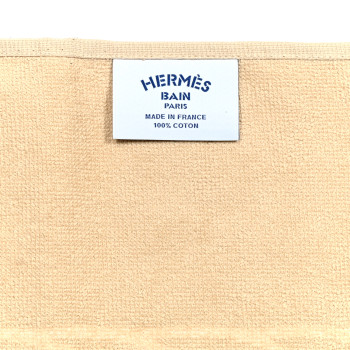 HERMÈS
BAIN
PARIS
MADE IN FRANCE
100% COTON